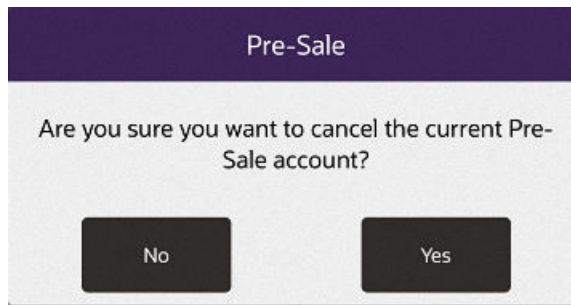 Pre-Sale
Are you sure you want to cancel the current Pre-
Sale account?
No
Yes